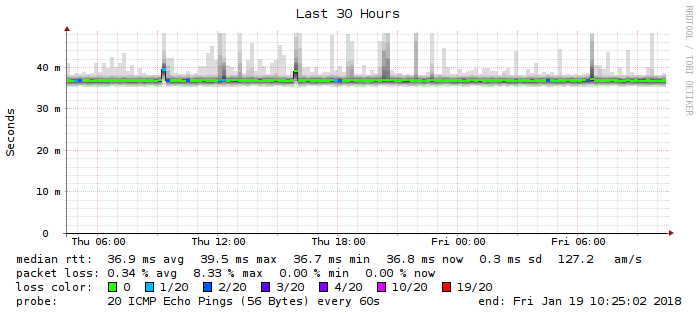 Last 30 Hours
RRDTOOL / TOBI OETIKER
Seconds
40 m
30 m
20 m
10 m
0
Thu 06:00 Thu 12:00 Thu 18:00 Fri 00:00 Fri 06:00
median rtt: 36.9 ms avg 39.5 ms max 36.7 ms min 36.8 ms now 0.3 ms sd 127.2 am/s
packet loss: 0.34 % avg 8.33 % max 0.00 % min 0.00 % now
loss color: 0 1/20 2/20 3/20 4/20 10/20 19/20
probe: 20 ICMP Echo Pings (56 Bytes) every 60s end: Fri Jan 19 10:25:02 2018